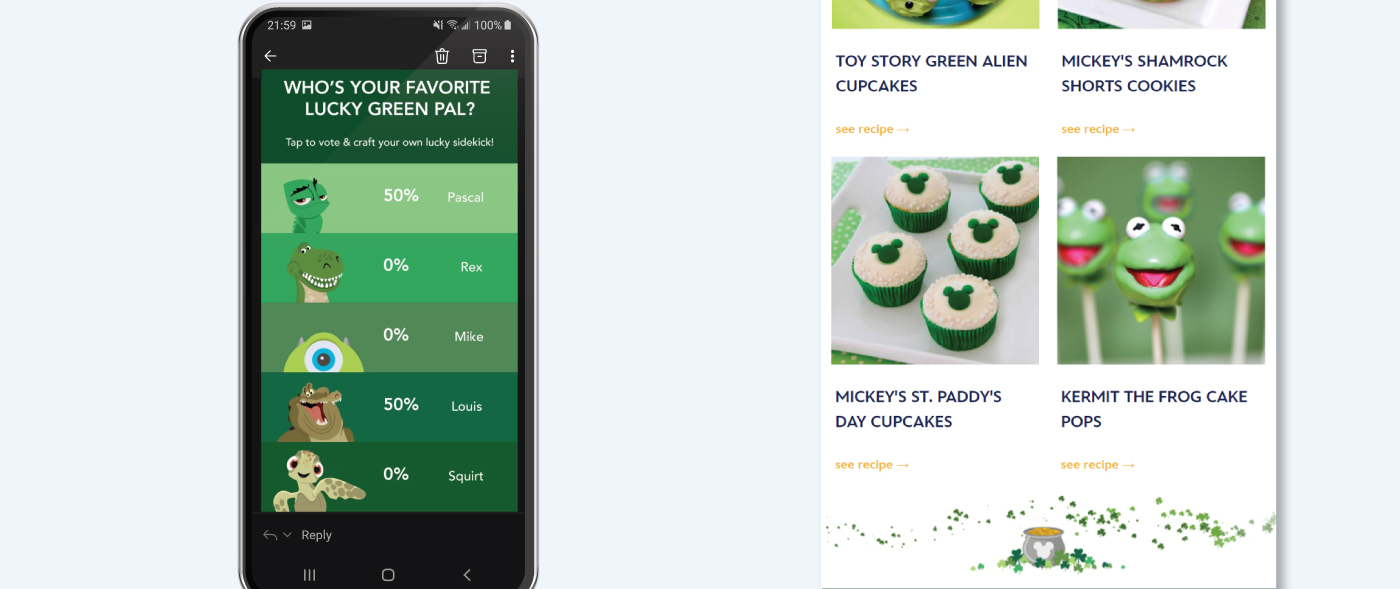 21:59
100%
WHO'S YOUR FAVORITE
LUCKY GREEN PAL?
Tap to vote & craft your own lucky sidekick!
50% Pascal
0% Rex
0% Mike
50% Louis
0% Squirt
Reply
TOY STORY GREEN ALIEN
CUPCAKES
see recipe →
MICKEY'S SHAMROCK
SHORTS COOKIES
see recipe →
MICKEY'S ST. PADDY'S
DAY CUPCAKES
see recipe →
KERMIT THE FROG CAKE
POPS
see recipe →